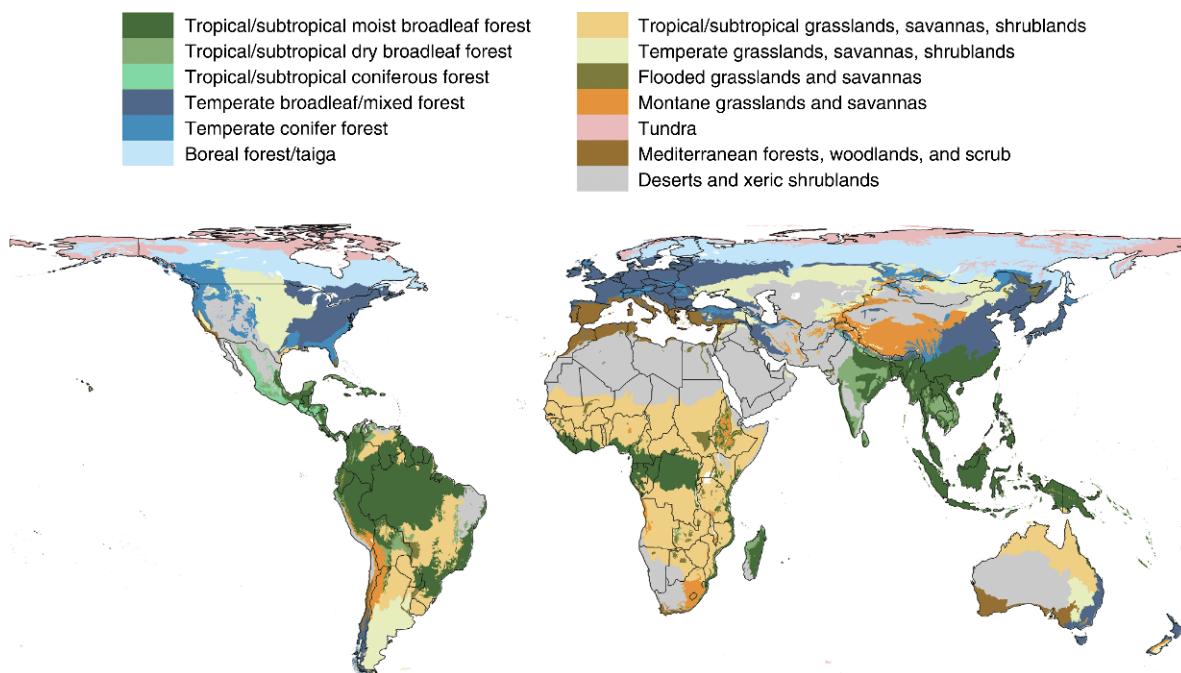 Tropical/subtropical moist broadleaf forest
Tropical/subtropical dry broadleaf forest
Tropical/subtropical coniferous forest
Temperate broadleaf/mixed forest
Temperate conifer forest
Boreal forest/taiga
Tropical/subtropical grasslands, savannas, shrublands
Temperate grasslands, savannas, shrublands
Flooded grasslands and savannas
Montane grasslands and savannas
Tundra
Mediterranean forests, woodlands, and scrub
Deserts and xeric shrublands